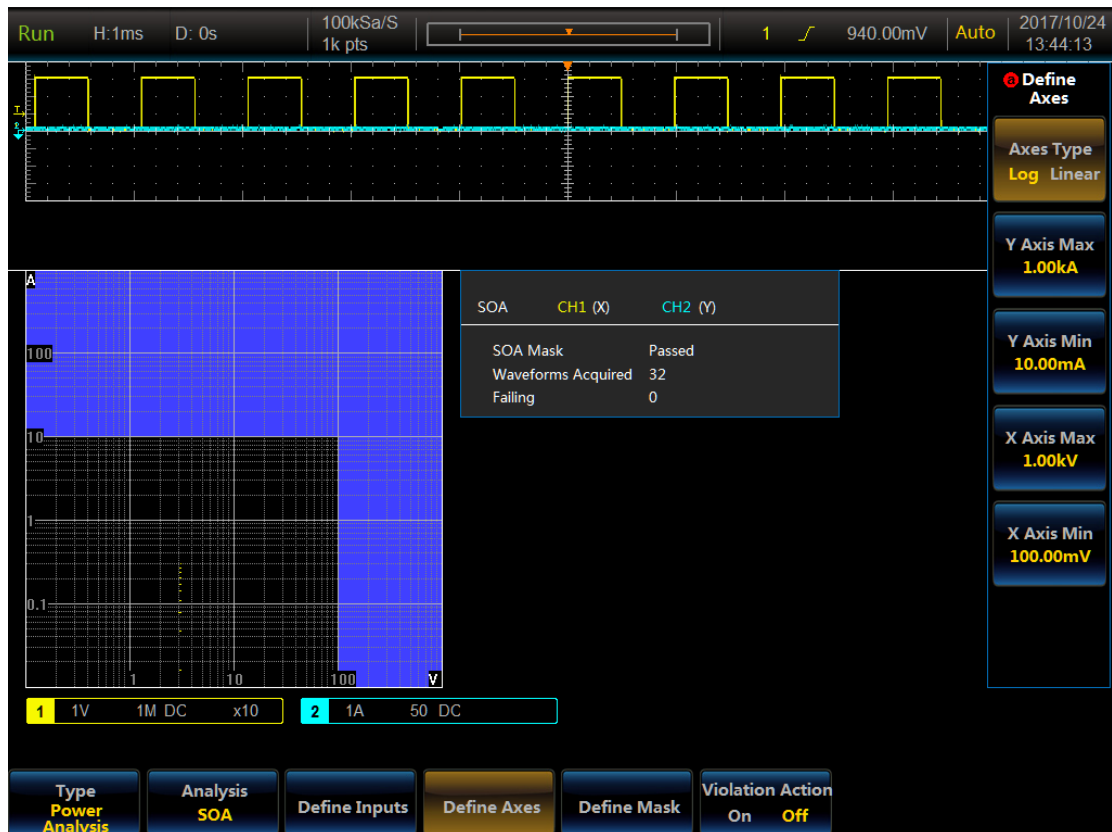 Run H:1ms D: 0s 100kSa/S 1 940.00mV Auto 2017/10/24
1k pts 13:44:13
T
2
a Define
Axes
Axes Type
Log Linear
Y Axis Max
1.00kA
Y Axis Min
10.00mA
X Axis Max
1.00kV
X Axis Min
100.00mV
A
100
10
1
0.1
1 10 100 V
SOA CH1 (X) CH2 (Y)
SOA Mask Passed
Waveforms Acquired 32
Failing 0
1 1V 1M DC x10 2 1A 50 DC
Type
Power
Analysis
Analysis
SOA
Define Inputs
Define Axes
Define Mask
Violation Action
On Off